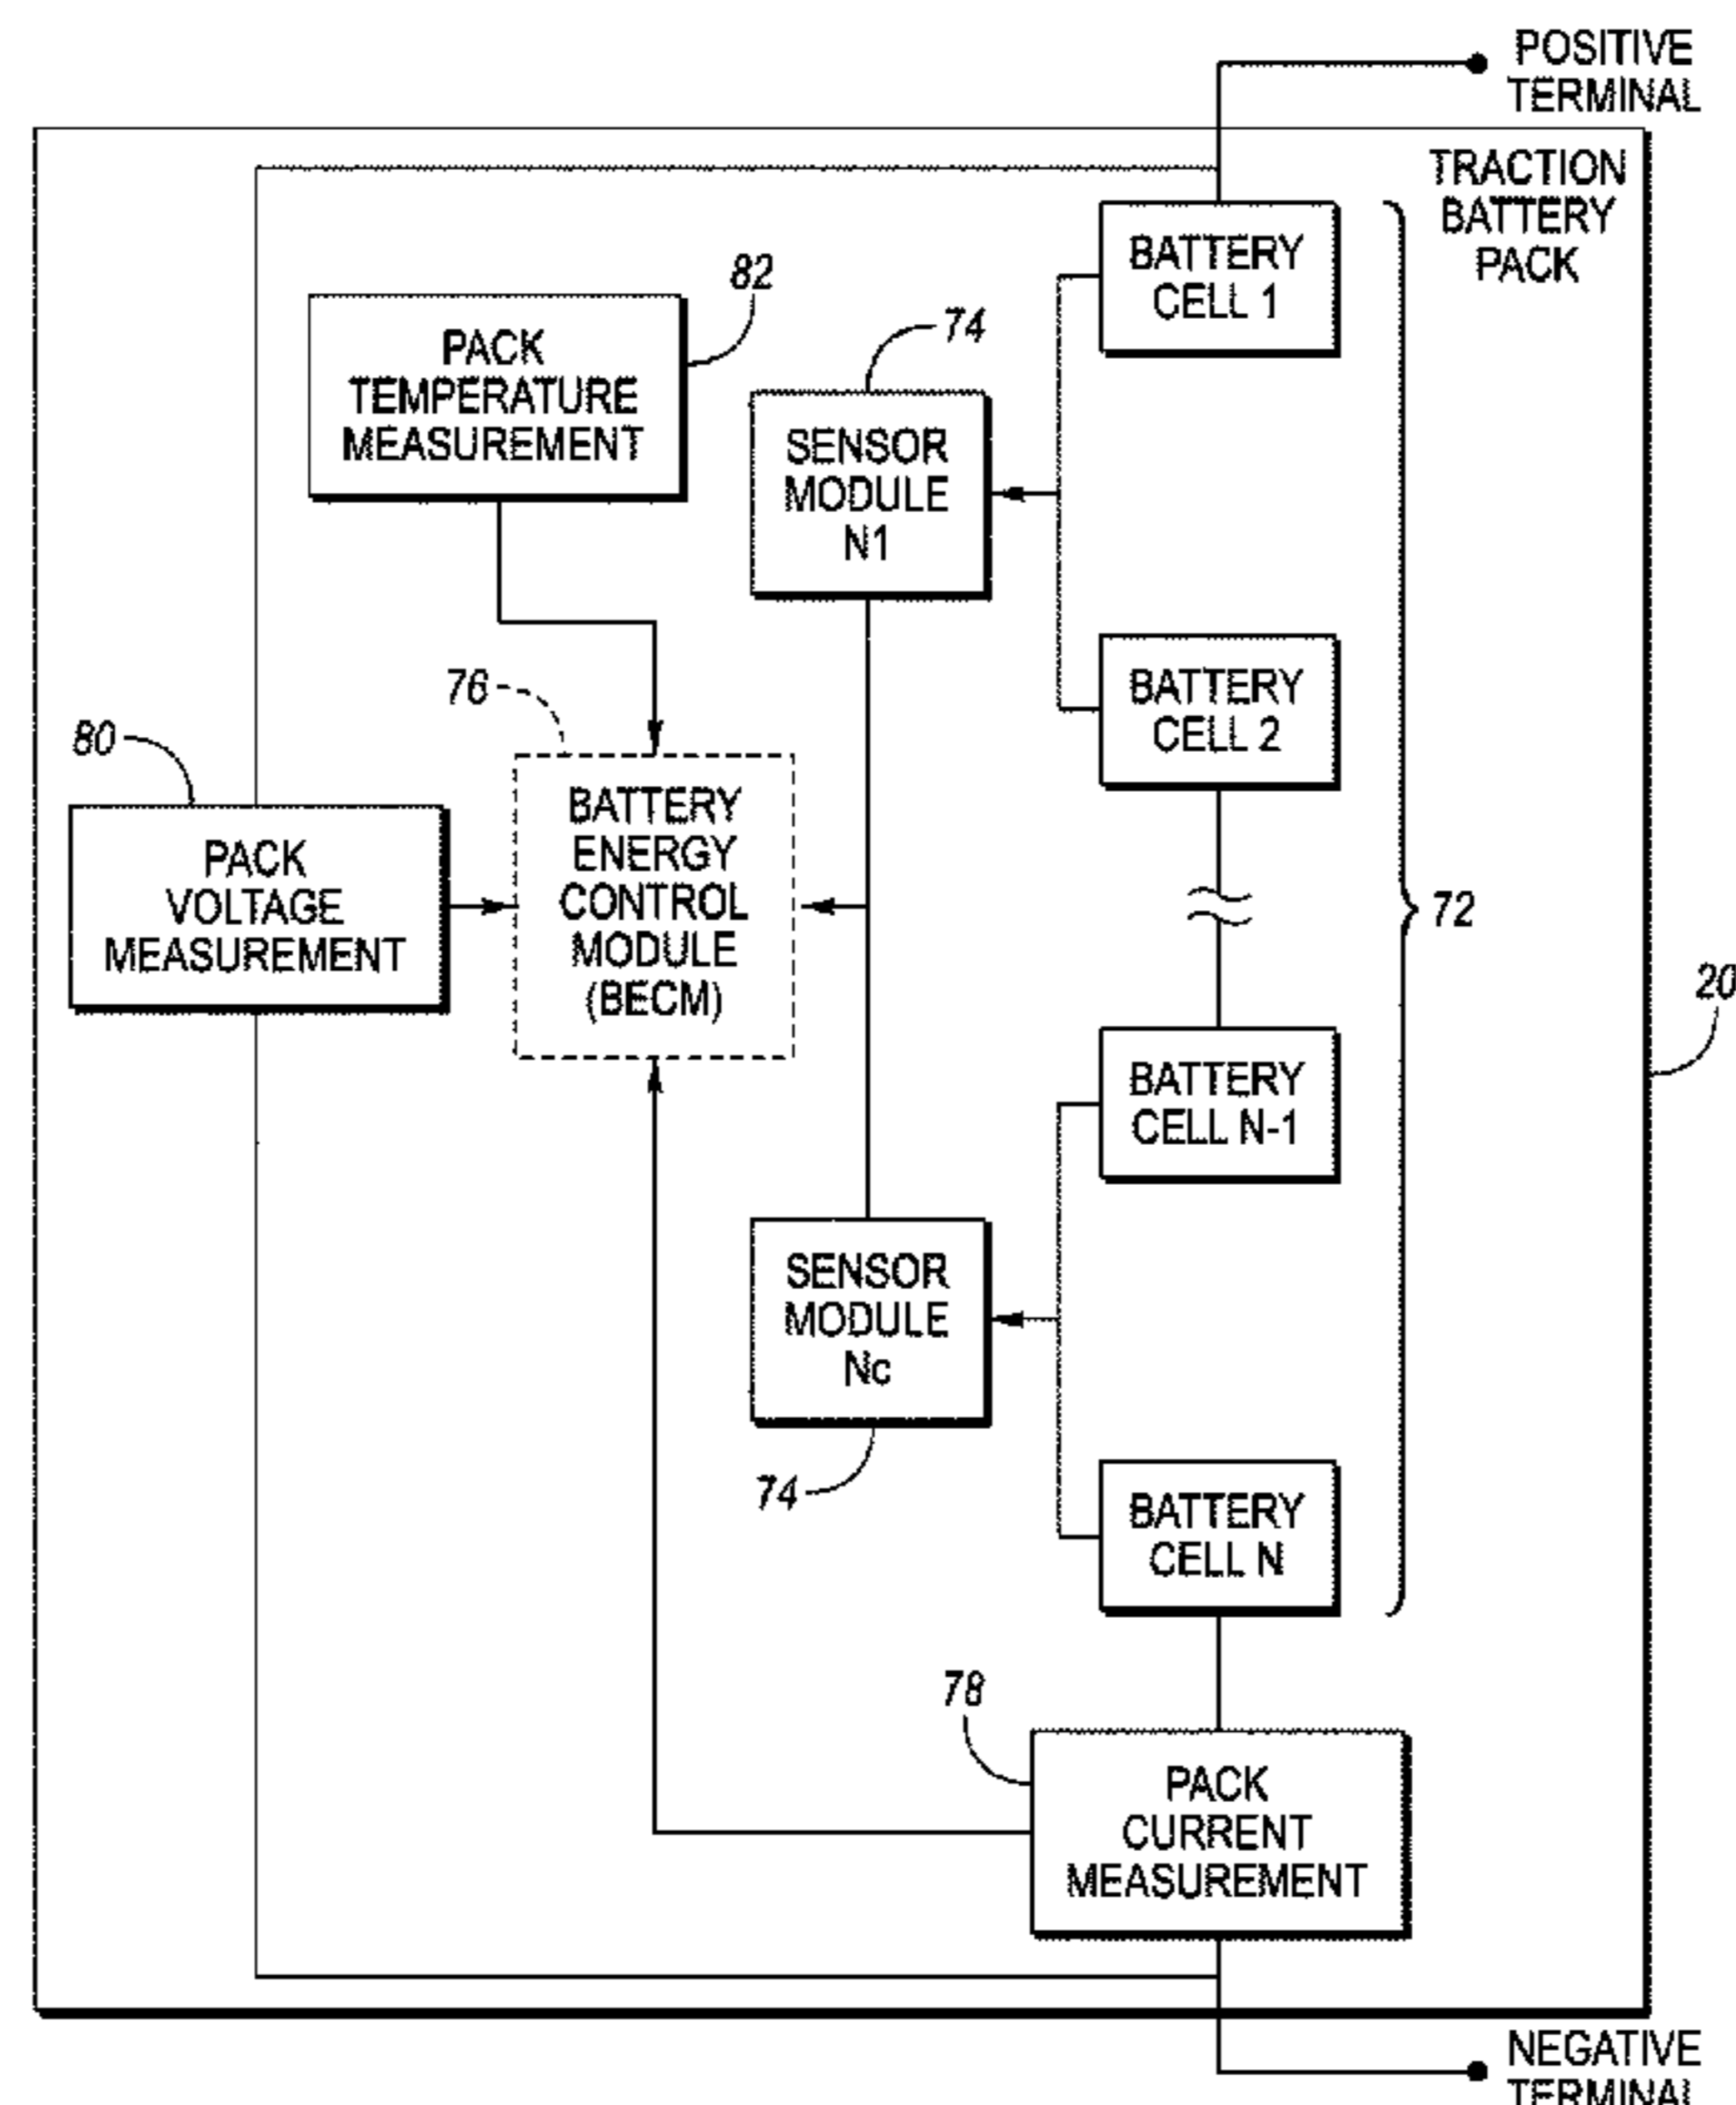 POSITIVE
TERMINAL
TRACTION
BATTERY
PACK
BATTERY
CELL 1
82
PACK
TEMPERATURE
MEASUREMENT
74
SENSOR
MODULE
N1
76
BATTERY
CELL 2
80
PACK
VOLTAGE
MEASUREMENT
BATTERY
ENERGY
CONTROL
MODULE
(BECM)
72
20
BATTERY
CELL N-1
SENSOR
MODULE
Nc
74
BATTERY
CELL N
78
PACK
CURRENT
MEASUREMENT
NEGATIVE
TERMINAL